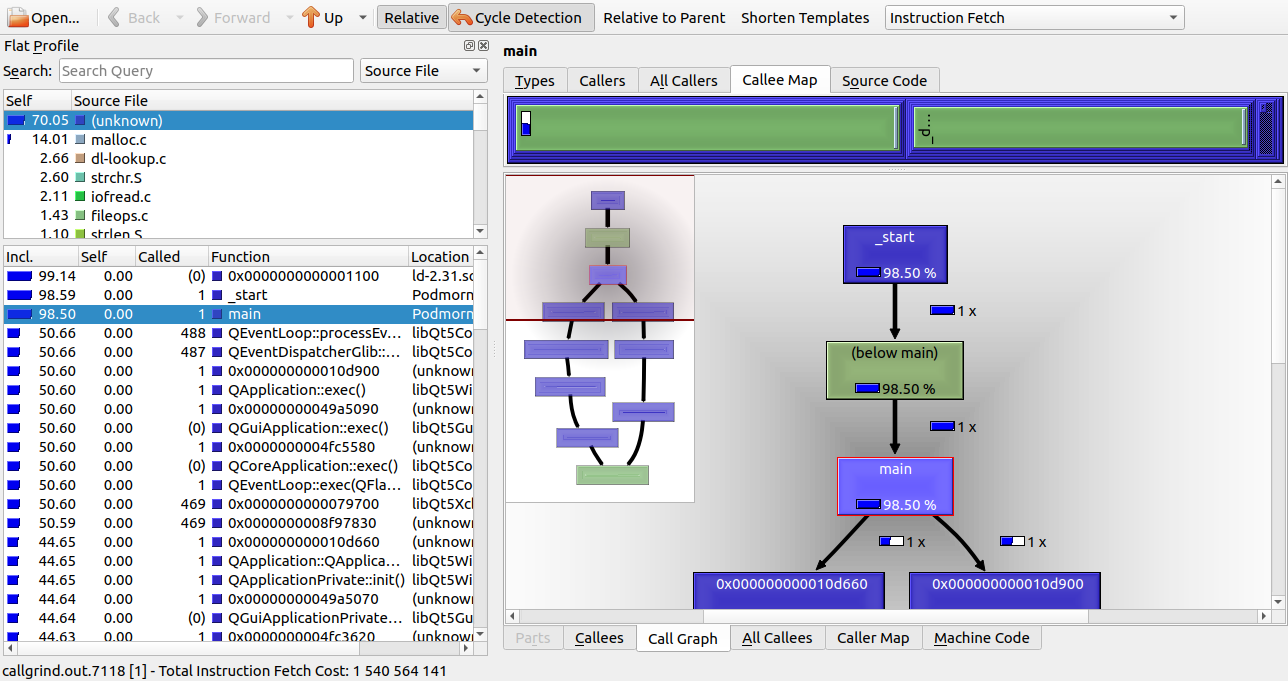 Open... Back Forward Up Relative Cycle Detection Relative to Parent Shorten Templates Instruction Fetch
Flat Profile
Search: Search Query Source File
Self Source File
70.05 (unknown)
14.01 malloc.c
2.66 dl-lookup.c
2.60 strchr.S
2.11 iofread.c
1.43 fileops.c
1.10 strlen.S
Incl. Self Called Function Location
99.14 0.00 (0) 0x0000000000001100 ld-2.31.sc
98.59 0.00 1 _start Podmorn
98.50 0.00 1 main Podmorn
50.66 0.00 488 QEventLoop::processEv... libQt5Co
50.66 0.00 487 QEventDispatcherGlib::... libQt5Co
50.60 0.00 1 0x000000000010d900 (unknown
50.60 0.00 1 QApplication::exec() libQt5Wi
50.60 0.00 1 0x00000000049a5090 (unknown
50.60 0.00 (0) QGuiApplication::exec() libQt5Gu
50.60 0.00 1 0x0000000004fc5580 (unknown
50.60 0.00 (0) QCoreApplication::exec() libQt5Co
50.60 0.00 1 QEventLoop::exec(QFla... libQt5Co
50.60 0.00 469 0x0000000000079700 libQt5Xcl
50.59 0.00 469 0x0000000008f97830 (unknown
44.65 0.00 1 0x000000000010d660 (unknown
44.65 0.00 1 QApplication::QApplica... libQt5Wi
44.65 0.00 1 QApplicationPrivate::init() libQt5Wi
44.64 0.00 1 0x00000000049a5070 (unknown
44.64 0.00 (0) QGuiApplicationPrivate... libQt5Gu
44.63 0.00 1 0x0000000004fc3620 (unknown
callgrind.out.7118 [1] - Total Instruction Fetch Cost: 1 540 564 141
main
Types Callers All Callers Callee Map Source Code
_d...
_start
98.50 %
1 x
(below main)
98.50 %
1 x
main
98.50 %
1 x 1 x
0x000000000010d660 0x000000000010d900
Parts Callees Call Graph All Callees Caller Map Machine Code